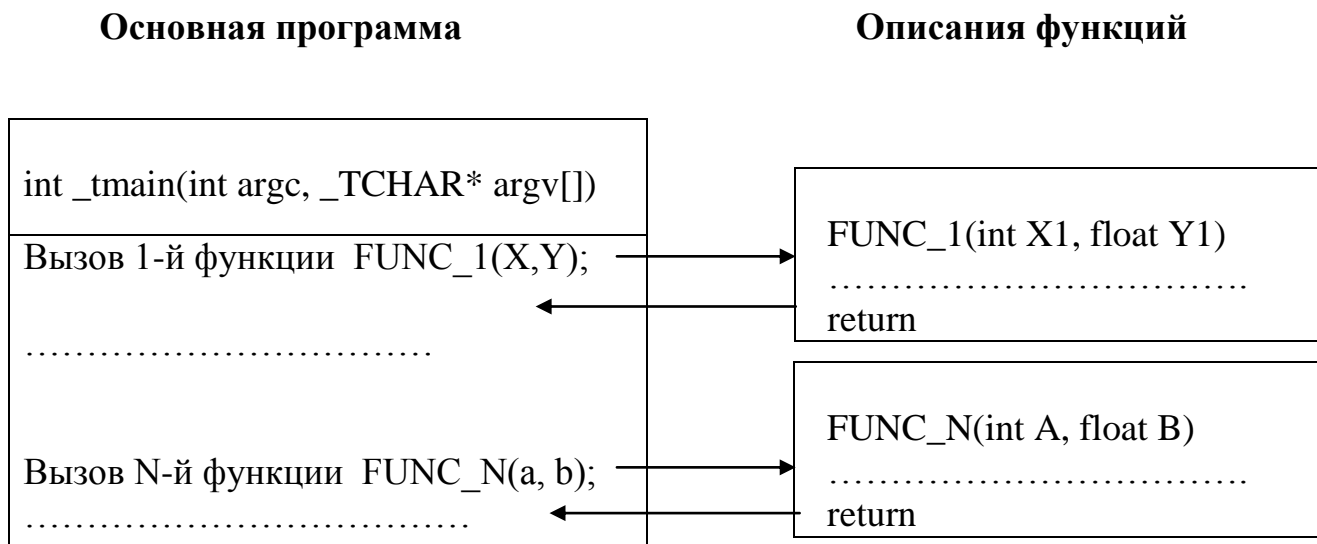 Основная программа
Описания функций
int _tmain(int argc, _TCHAR* argv[])
Вызов 1-й функции FUNC_1(X,Y);
……………………………
Вызов N-й функции FUNC_N(a, b);
………………………………
FUNC_1(int X1, float Y1)
…………………………….
return
FUNC_N(int A, float B)
…………………………….
return